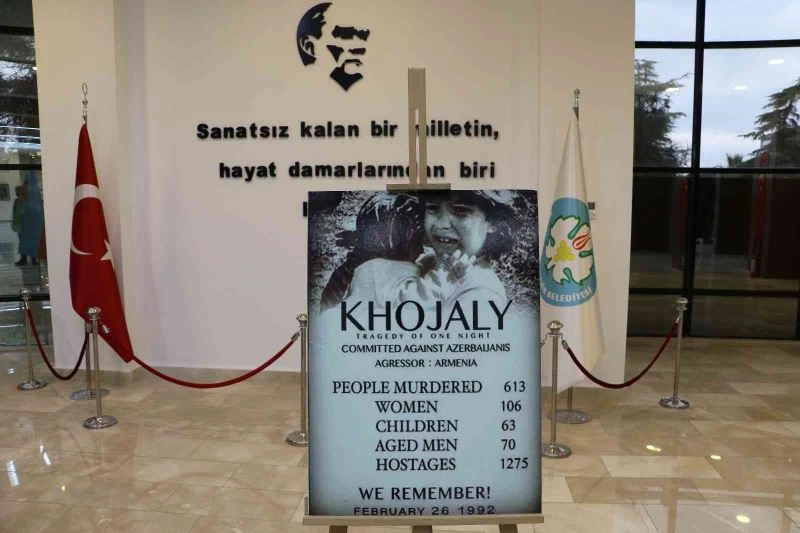 Sanatsız kalan bir milletin,
hayat damarlarından biri
KHOJALY
TRAGEDY OF ONE NIGHT
COMMITTED AGAINST AZERBAIJANIS
AGRESSOR : ARMENIA
PEOPLE MURDERED 613
WOMEN 106
CHILDREN 63
AGED MEN 70
HOSTAGES 1275
WE REMEMBER!
FEBRUARY 26 1992
BELEDİYESİ